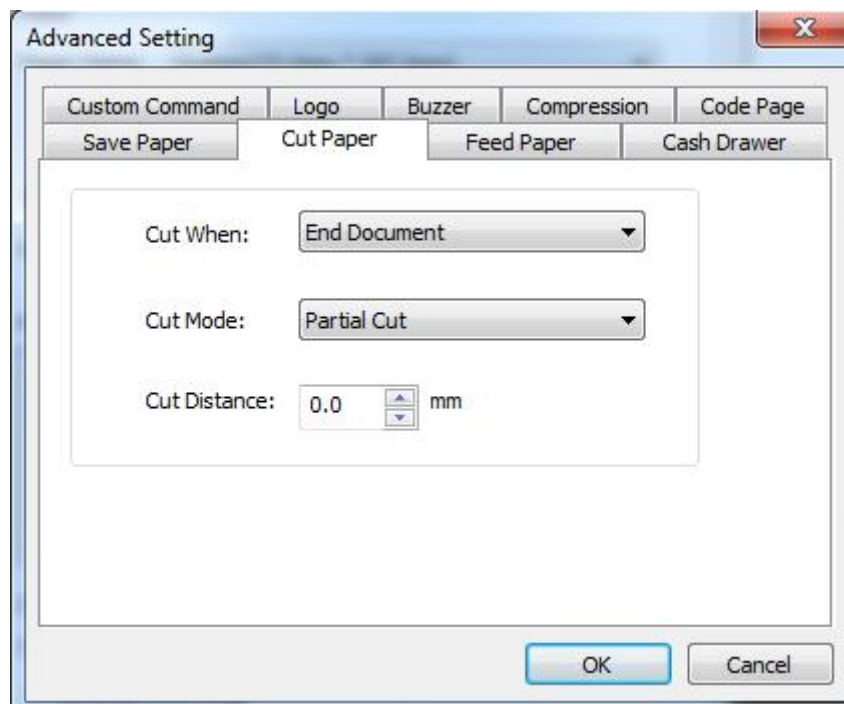 Advanced Setting
X
Custom Command Logo Buzzer Compression Code Page
Save Paper Cut Paper Feed Paper Cash Drawer
Cut When: End Document
Cut Mode: Partial Cut
Cut Distance: 0.0 mm
OK Cancel